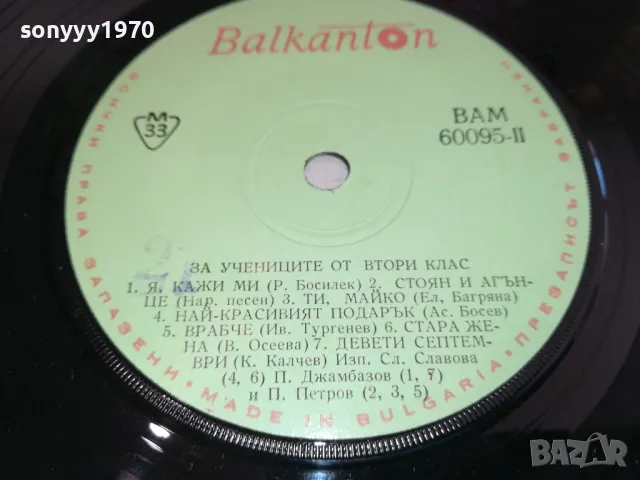 sonyyy1970
Balkanton
M
33
BAM
60095-II
ЗА УЧЕНИЦИТЕ ОТ ВТОРИ КЛАС
1. Я, КАЖИ МИ (Р. Босилек) 2. СТОЯН И АГЪН-
ЦЕ (Нар. песен) 3. ТИ, МАЙКО (Ел. Багряна)
4. НАЙ-КРАСИВИЯТ ПОДАРЪК (Ас. Босев)
5. ВРАБЧЕ (Ив. Тургенев) 6. СТАРА ЖЕ-
НА (В. Осеева) 7. ДЕВЕТИ СЕПТЕМ-
ВРИ (К. Калчев) Изп. Сл. Славова
(4, 6) П. Джамбазов (1, 7)
и П. Петров (2, 3, 5)
ВСИЧКИ ПРАВА ЗАПАЗЕНИ • MADE IN BULGARIA • ПРЕЗАПИСЪТ ЗАБРАНЕН
BAZAR